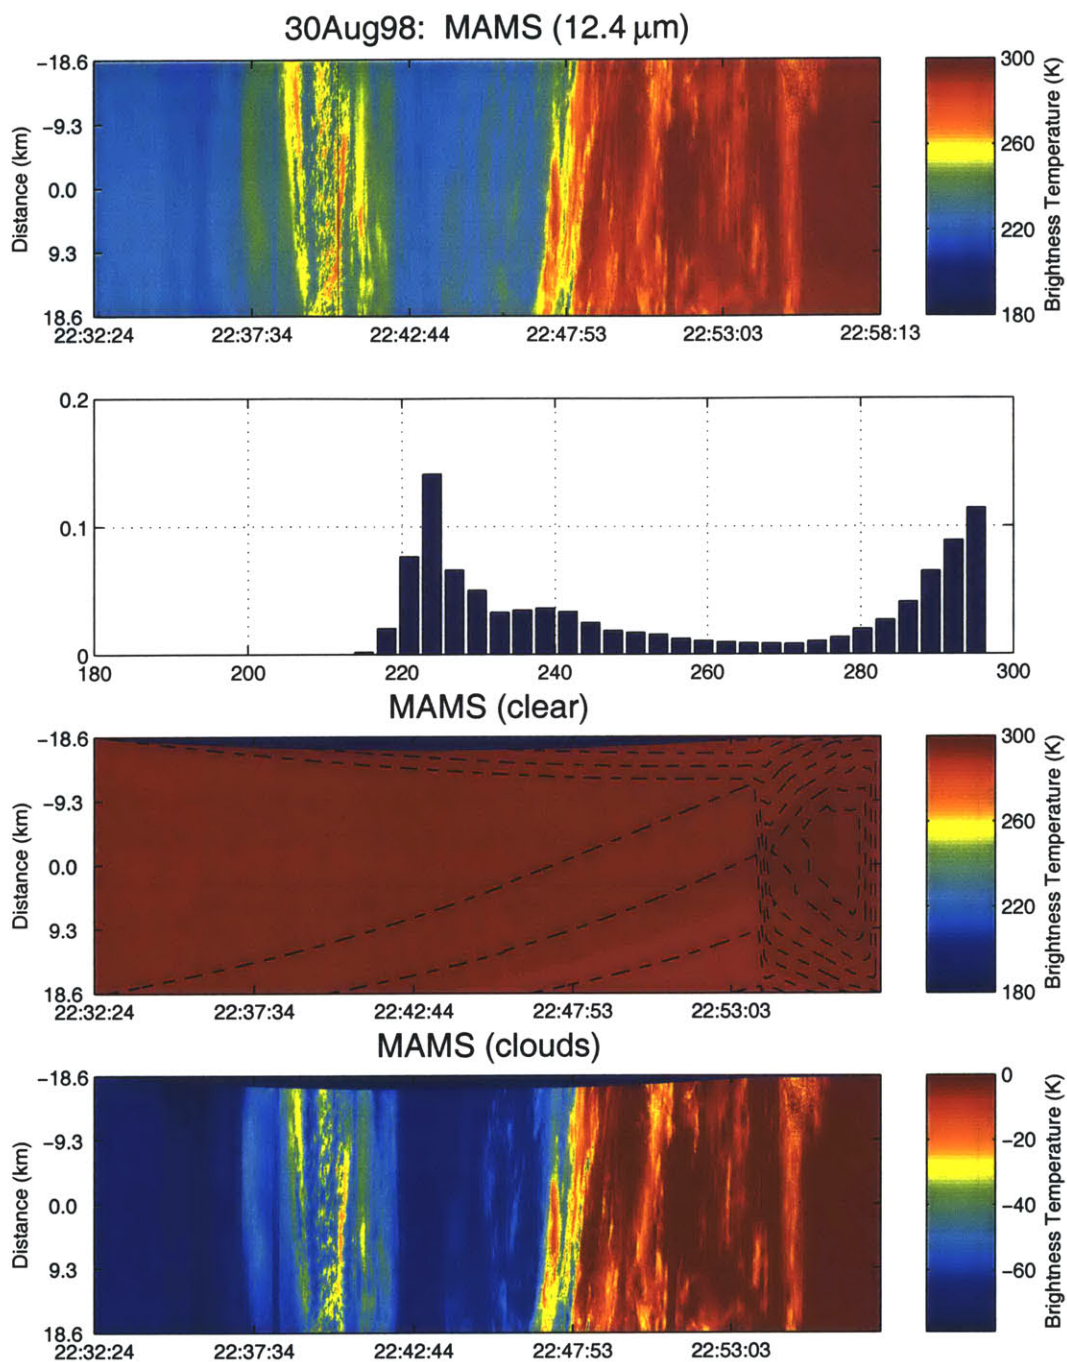 30Aug98: MAMS (12.4 μm)
−18.6
−9.3
0.0
9.3
18.6
Distance (km)
22:32:24 22:37:34 22:42:44 22:47:53 22:53:03 22:58:13
300
260
220
180
Brightness Temperature (K)
0.2
0.1
0
180 200 220 240 260 280 300
MAMS (clear)
−18.6
−9.3
0.0
9.3
18.6
Distance (km)
22:32:24 22:37:34 22:42:44 22:47:53 22:53:03
300
260
220
180
Brightness Temperature (K)
MAMS (clouds)
−18.6
−9.3
0.0
9.3
18.6
Distance (km)
22:32:24 22:37:34 22:42:44 22:47:53 22:53:03
0
−20
−40
−60
Brightness Temperature (K)